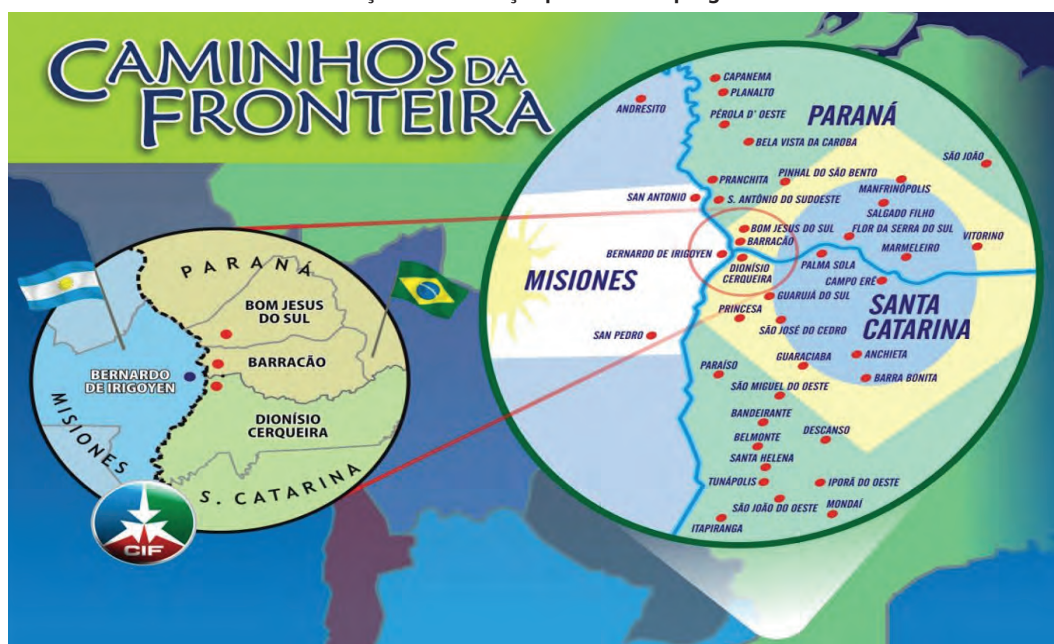 CAMINHOS DA
FRONTEIRA
PARANÁ
BOM JESUS
DO SUL
BARRACÃO
BERNARDO
DE IRIGOYEN
DIONÍSIO
CERQUEIRA
MISIONES
S. CATARINA
CIF
CAPANEMA
PLANALTO
ANDRESITO
PÉROLA D' OESTE
PARANÁ
BELA VISTA DA CAROBA
SÃO JOÃO
PRANCHITA
PINHAL DO SÃO BENTO
MANFRINÓPOLIS
SAN ANTONIO
S. ANTÔNIO DO SUDOESTE
SALGADO FILHO
BOM JESUS DO SUL
FLOR DA SERRA DO SUL
VITORINO
BARRACÃO
BERNARDO DE IRIGOYEN
MARMELEIRO
PALMA SOLA
DIONÍSIO
CERQUEIRA
MISIONES
CAMPO ERÊ
GUARUJÁ DO SUL
SANTA
CATARINA
PRINCESA
SÃO JOSÉ DO CEDRO
SAN PEDRO
GUARACIABA
ANCHIETA
PARAÍSO
BARRA BONITA
SÃO MIGUEL DO OESTE
BANDEIRANTE
DESCANSO
BELMONTE
SANTA HELENA
TUNÁPOLIS
IPORÃ DO OESTE
SÃO JOÃO DO OESTE
MONDAÍ
ITAPIRANGA